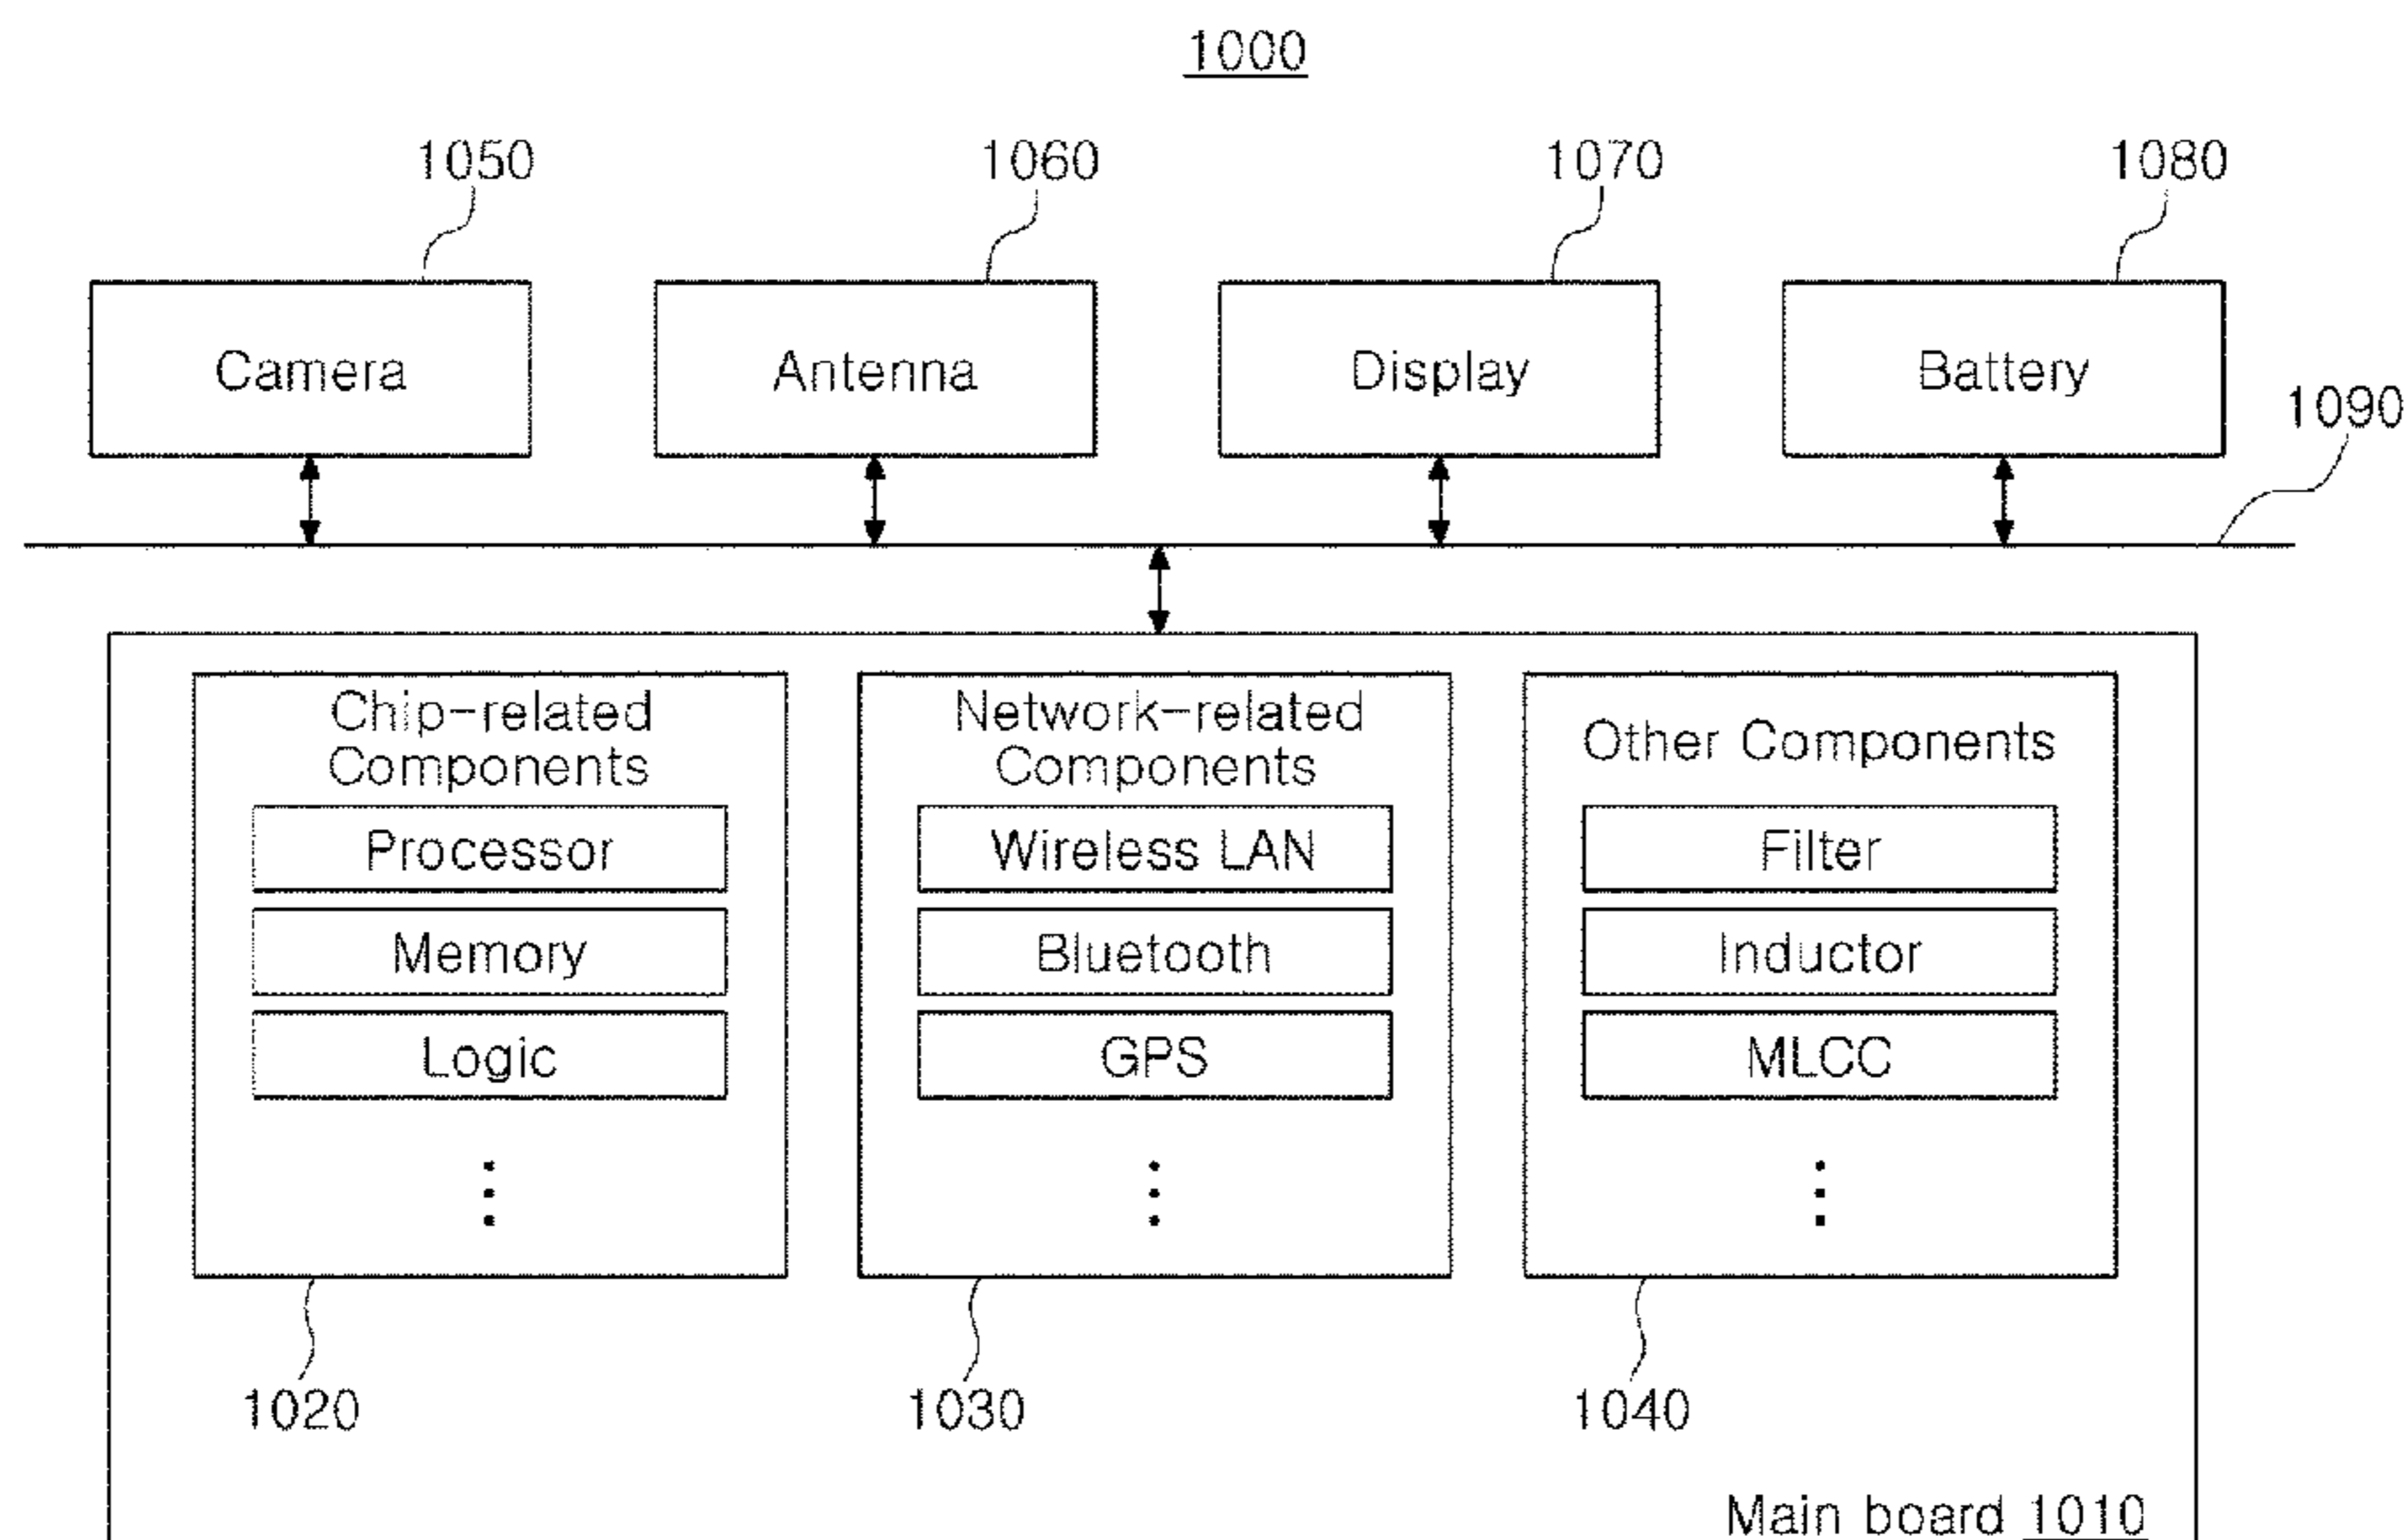 1000
1050
1060
1070
1080
Camera
Antenna
Display
Battery
1090
Chip-related
Components
Processor
Memory
Logic
Network-related
Components
Wireless LAN
Bluetooth
GPS
Other Components
Filter
Inductor
MLCC
1020
1030
1040
Main board 1010